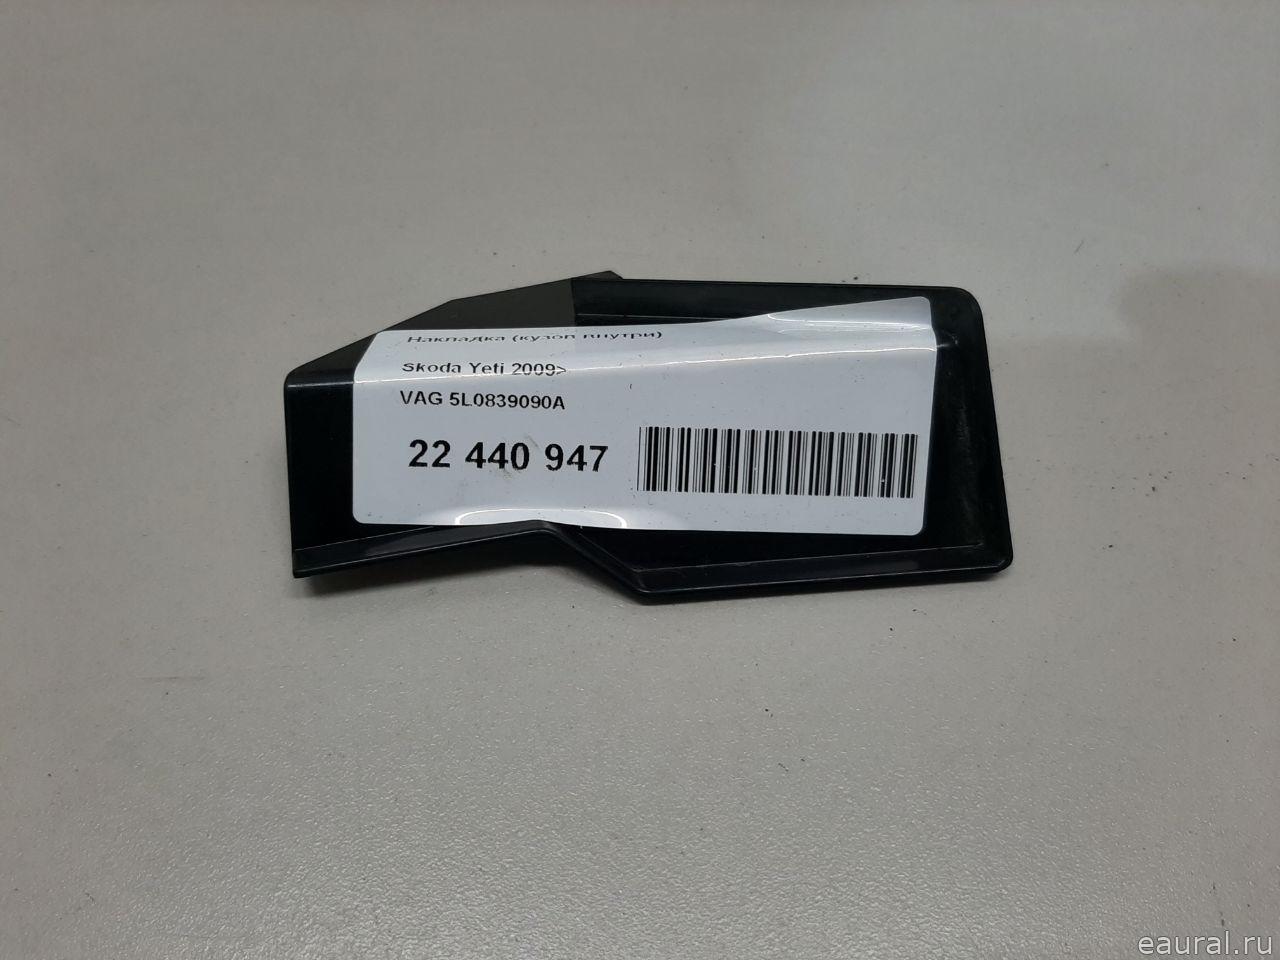 Накладка (кузов внутри)
Skoda Yeti 2009>
VAG 5L0839090A
22 440 947
eaural.ru